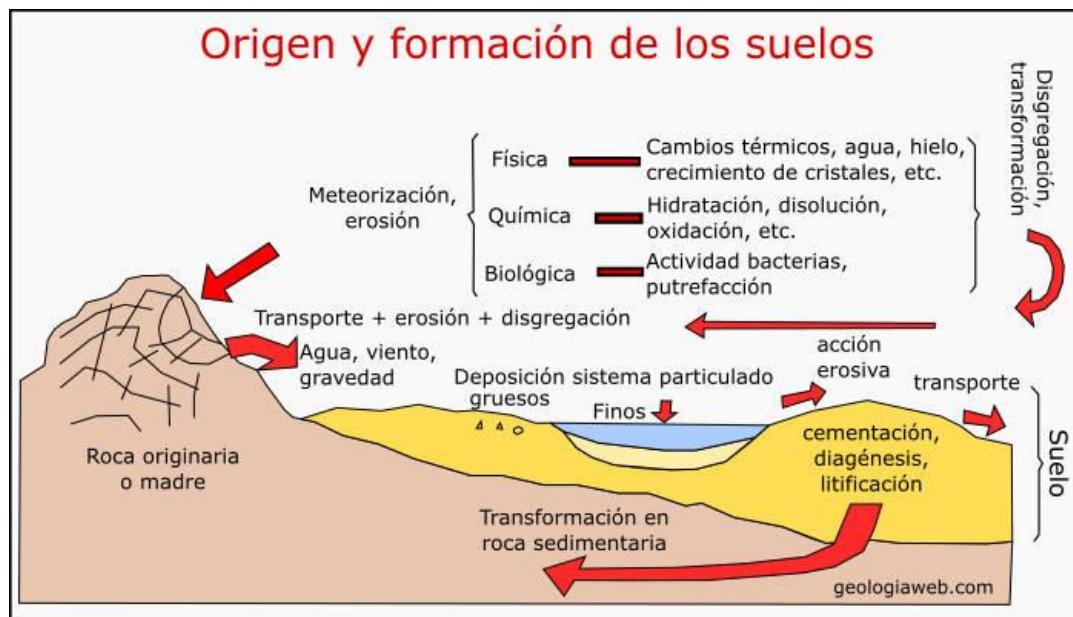 Origen y formación de los suelos
Disgregación,
transformación
Meteorización,
erosión
Física
Cambios térmicos, agua, hielo,
crecimiento de cristales, etc.
Química
Hidratación, disolución,
oxidación, etc.
Biológica
Actividad bacterias,
putrefacción
Transporte + erosión + disgregación
Agua, viento,
gravedad
acción
erosiva
transporte
Deposición sistema particulado
gruesos
Finos
Suelo
cementación,
diagénesis,
litificación
Roca originaria
o madre
Transformación en
roca sedimentaria
geologiaweb.com